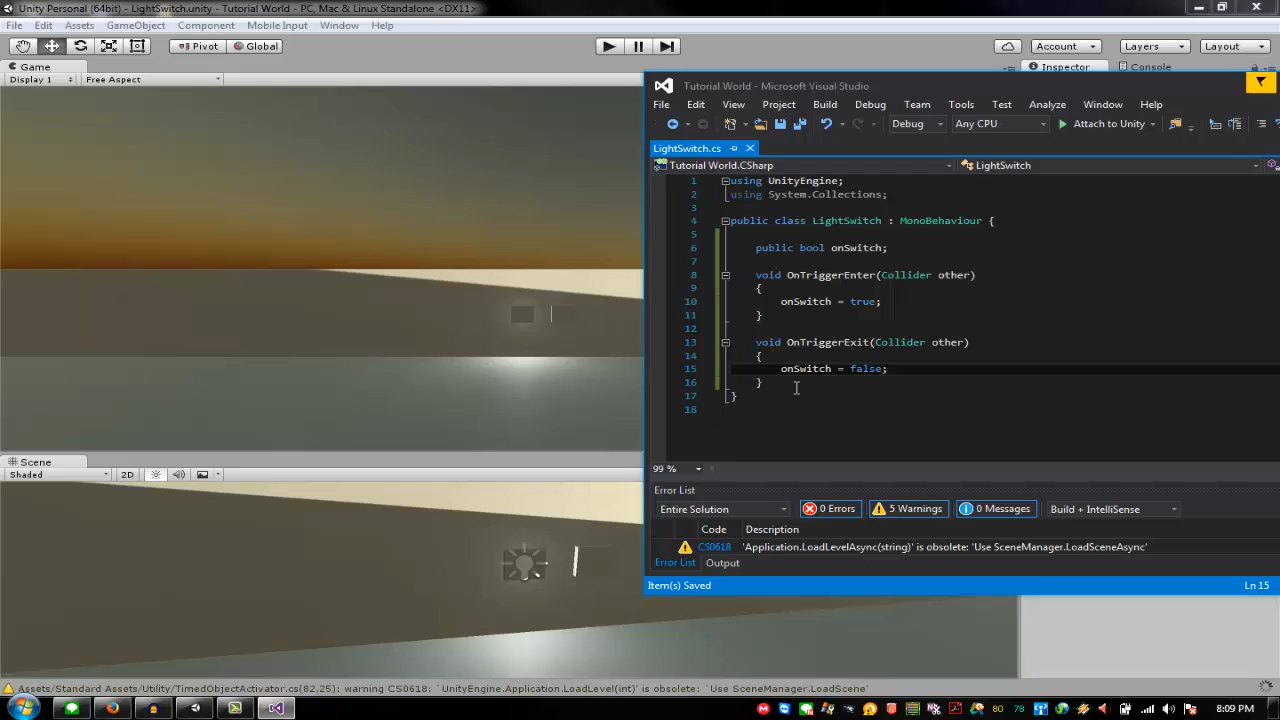 Unity Personal (64bit) - LightSwitch.unity - Tutorial World - PC, Mac & Linux Standalone <DX11>
File Edit Assets GameObject Component Mobile Input Window Help
Pivot Global Account Layers Layout
Game Inspector Console
Display 1 Free Aspect
Tutorial World - Microsoft Visual Studio
File Edit View Project Build Debug Team Tools Test Analyze Window Help
Debug Any CPU Attach to Unity
LightSwitch.cs
Tutorial World.CSharp LightSwitch
1 using UnityEngine;
2 using System.Collections;
3
4 public class LightSwitch : MonoBehaviour {
5
6 public bool onSwitch;
7
8 void OnTriggerEnter(Collider other)
9 {
10 onSwitch = true;
11 }
12
13 void OnTriggerExit(Collider other)
14 {
15 onSwitch = false;
16 }
17 }
18
99 %
Error List
Entire Solution 0 Errors 5 Warnings 0 Messages Build + IntelliSense
Code Description
CS0618 'Application.LoadLevelAsync(string)' is obsolete: 'Use SceneManager.LoadSceneAsync'
Error List Output
Item(s) Saved Ln 15
Scene
Shaded 2D
Assets/Standard Assets/Utility/TimedObjectActivator.cs(82,25): warning CS0618: `UnityEngine.Application.LoadLevel(int)' is obsolete: `Use SceneManager.LoadScene'
80 78 8:09 PM